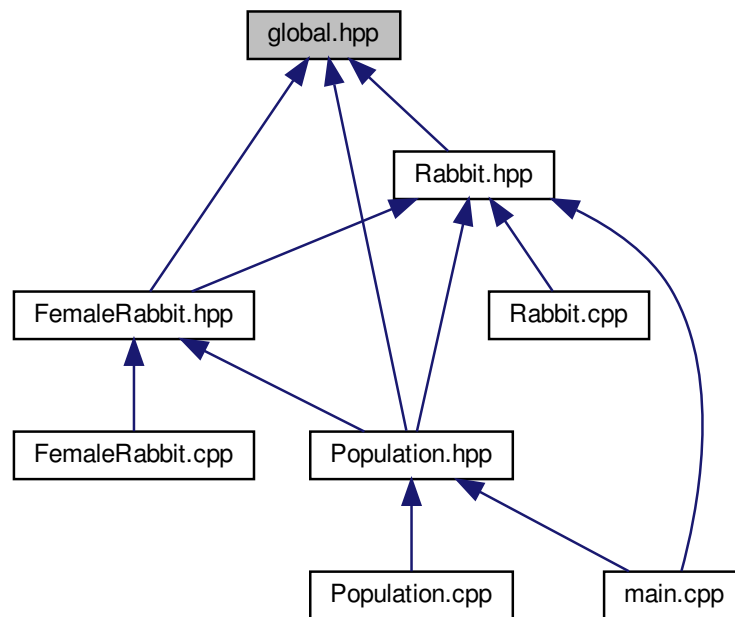 global.hpp
Rabbit.hpp
FemaleRabbit.hpp
Rabbit.cpp
FemaleRabbit.cpp
Population.hpp
Population.cpp
main.cpp